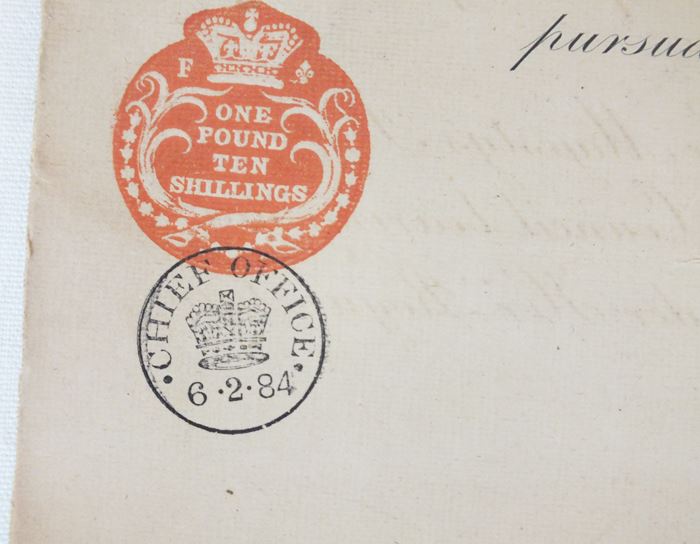 pursua
F
ONE
POUND
TEN
SHILLINGS
CHIEF OFFICE
6·2·84